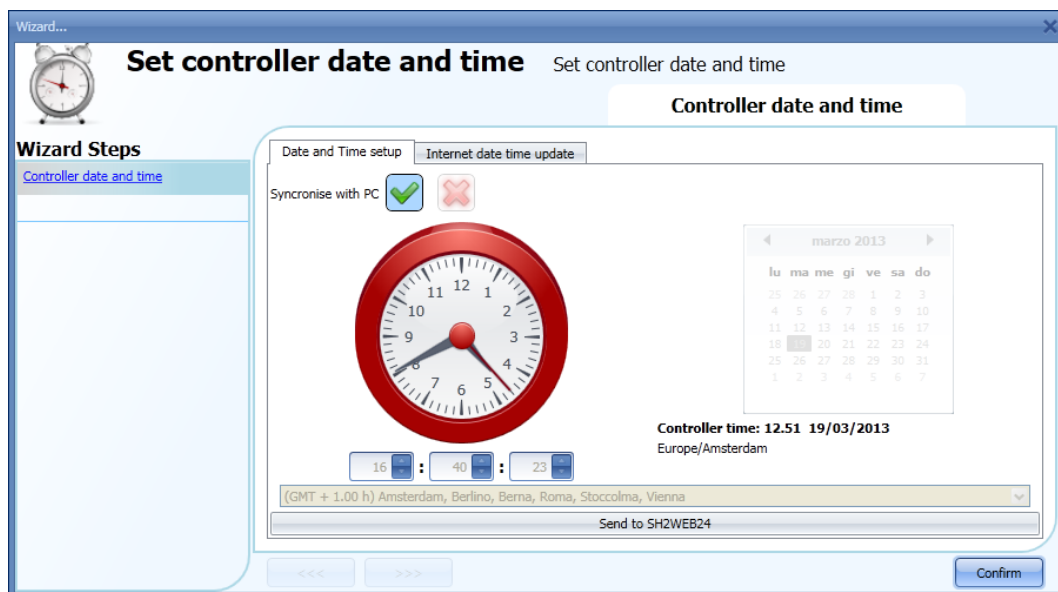 Wizard...
Set controller date and time Set controller date and time
Controller date and time
Wizard Steps
Controller date and time
Date and Time setup Internet date time update
Syncronise with PC
12
11 1
10 2
9 3
8 4
7 5
6
marzo 2013
lu ma me gi ve sa do
25 26 27 28 1 2 3
4 5 6 7 8 9 10
11 12 13 14 15 16 17
18 19 20 21 22 23 24
25 26 27 28 29 30 31
1 2 3 4 5 6 7
Controller time: 12.51 19/03/2013
Europe/Amsterdam
16 : 40 : 23
(GMT + 1.00 h) Amsterdam, Berlino, Berna, Roma, Stoccolma, Vienna
Send to SH2WEB24
<<< >>>
Confirm